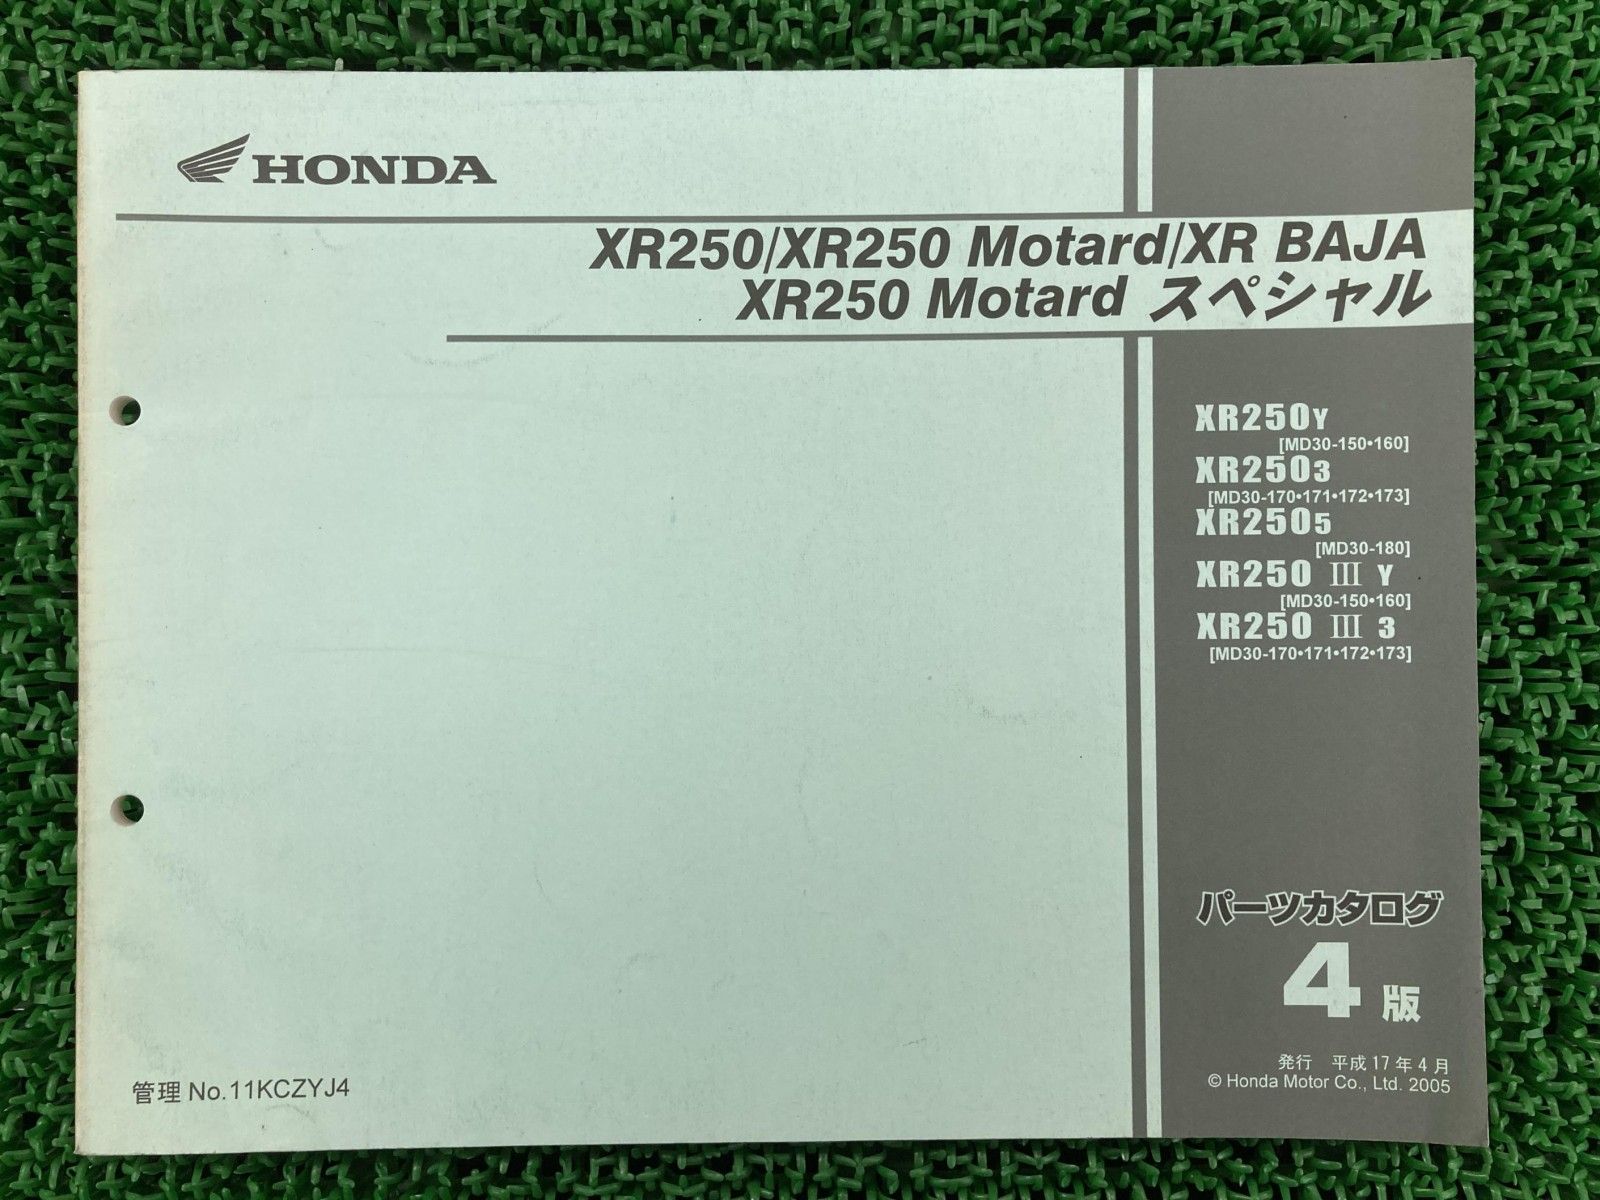 HONDA
XR250/XR250 Motard/XR BAJA
XR250 Motard スペシャル
XR250Y
[MD30-150•160]
XR2503
[MD30-170•171•172•173]
XR2505
[MD30-180]
XR250 III Y
[MD30-150•160]
XR250 III 3
[MD30-170•171•172•173]
パーツカタログ
4版
発行 平成17年4月
© Honda Motor Co., Ltd. 2005
管理 No.11KCZYJ4